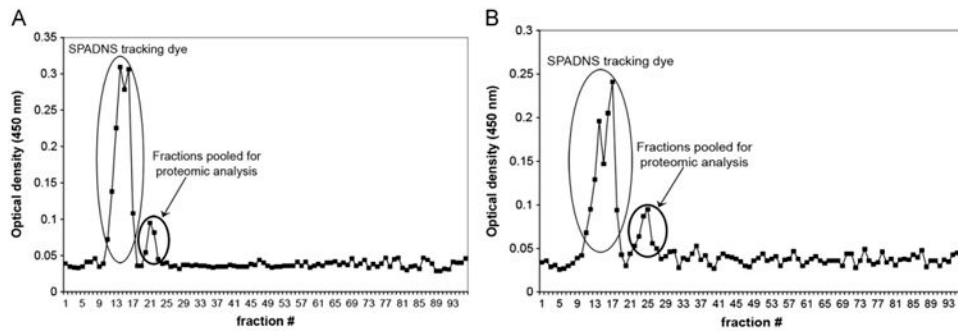 A
SPADNS tracking dye
Fractions pooled for
proteomic analysis
Optical density (450 nm)
0.35
0.3
0.25
0.2
0.15
0.1
0.05
0
1 5 9 13 17 21 25 29 33 37 41 45 49 53 57 61 65 69 73 77 81 85 89 93
fraction #
B
SPADNS tracking dye
Fractions pooled for
proteomic analysis
Optical density (450 nm)
0.3
0.25
0.2
0.15
0.1
0.05
0
1 5 9 13 17 21 25 29 33 37 41 45 49 53 57 61 65 69 73 77 81 85 89 93
fraction #